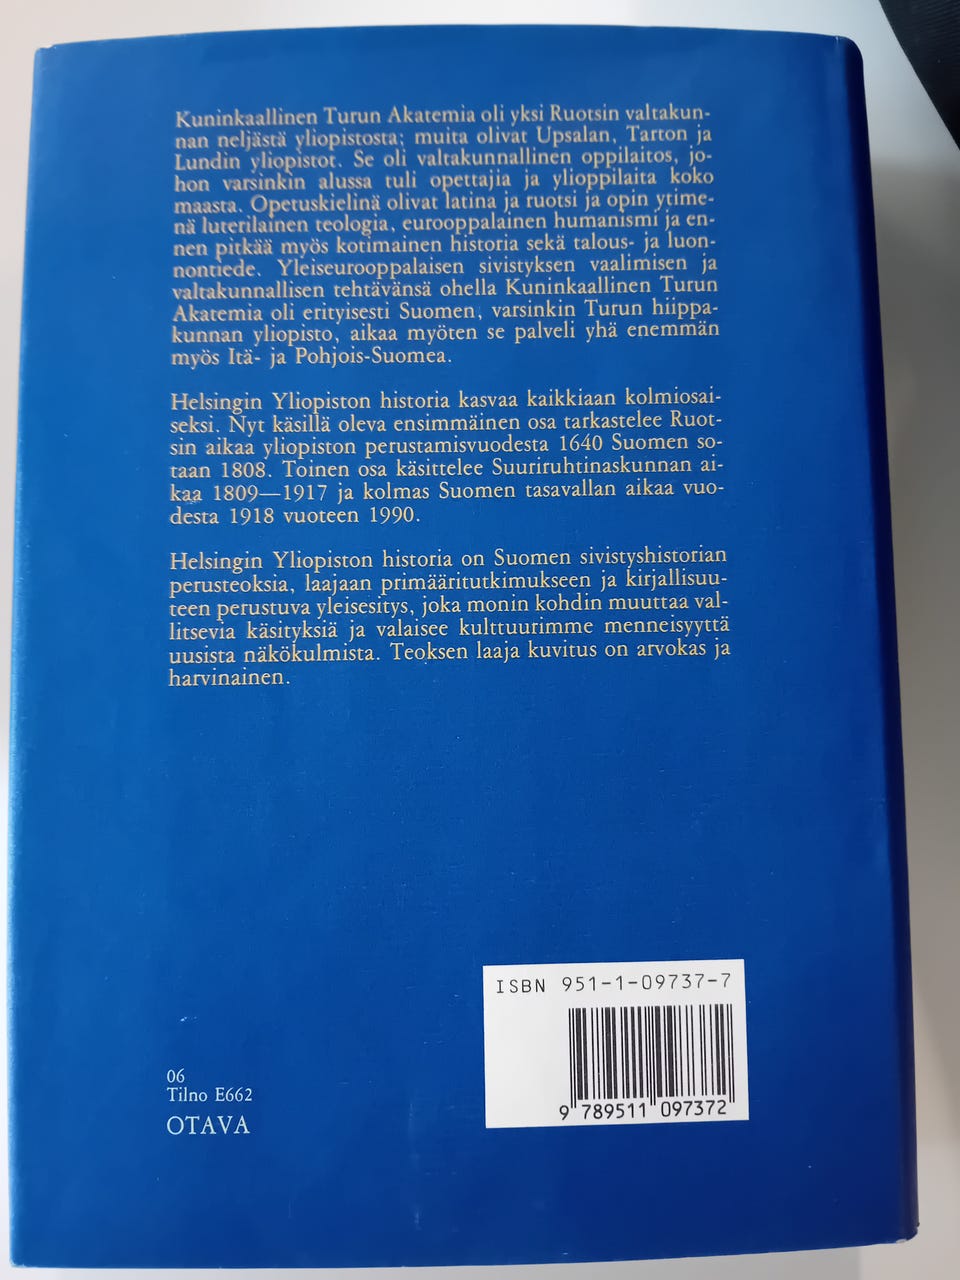 Kuninkaallinen Turun Akatemia oli yksi Ruotsin valtakun-
nan neljästä yliopistosta; muita olivat Upsalan, Tarton ja
Lundin yliopistot. Se oli valtakunnallinen oppilaitos, jo-
hon varsinkin alussa tuli opettajia ja ylioppilaita koko
maasta. Opetuskielinä olivat latina ja ruotsi ja opin ytime-
nä luterilainen teologia, eurooppalainen humanismi ja en-
nen pitkää myös kotimainen historia sekä talous- ja luon-
nontiede. Yleiseurooppalaisen sivistyksen vaalimisen ja
valtakunnallisen tehtävänsä ohella Kuninkaallinen Turun
Akatemia oli erityisesti Suomen, varsinkin Turun hiippa-
kunnan yliopisto, aikaa myöten se palveli yhä enemmän
myös Itä- ja Pohjois-Suomea.
Helsingin Yliopiston historia kasvaa kaikkiaan kolmiosai-
seksi. Nyt käsillä oleva ensimmäinen osa tarkastelee Ruot-
sin aikaa yliopiston perustamisvuodesta 1640 Suomen so-
taan 1808. Toinen osa käsittelee Suuriruhtinaskunnan ai-
kaa 1809—1917 ja kolmas Suomen tasavallan aikaa vuo-
desta 1918 vuoteen 1990.
Helsingin Yliopiston historia on Suomen sivistyshistorian
perusteoksia, laajaan primääritutkimukseen ja kirjallisuu-
teen perustuva yleisesitys, joka monin kohdin muuttaa val-
litsevia käsityksiä ja valaisee kulttuurimme menneisyyttä
uusista näkökulmista. Teoksen laaja kuvitus on arvokas ja
harvinainen.
ISBN 951-1-09737-7
9 789511 097372
06
Tilno E662
OTAVA